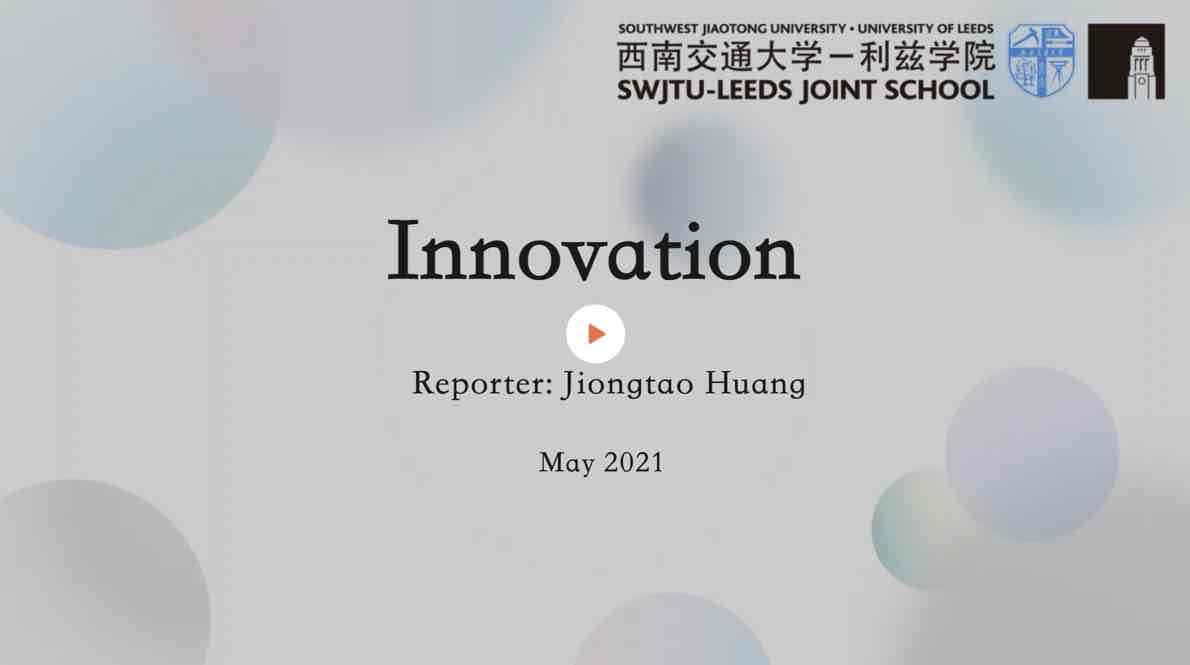 SOUTHWEST JIAOTONG UNIVERSITY • UNIVERSITY OF LEEDS
西南交通大学－利兹学院
SWJTU-LEEDS JOINT SCHOOL
Innovation
Reporter: Jiongtao Huang
May 2021